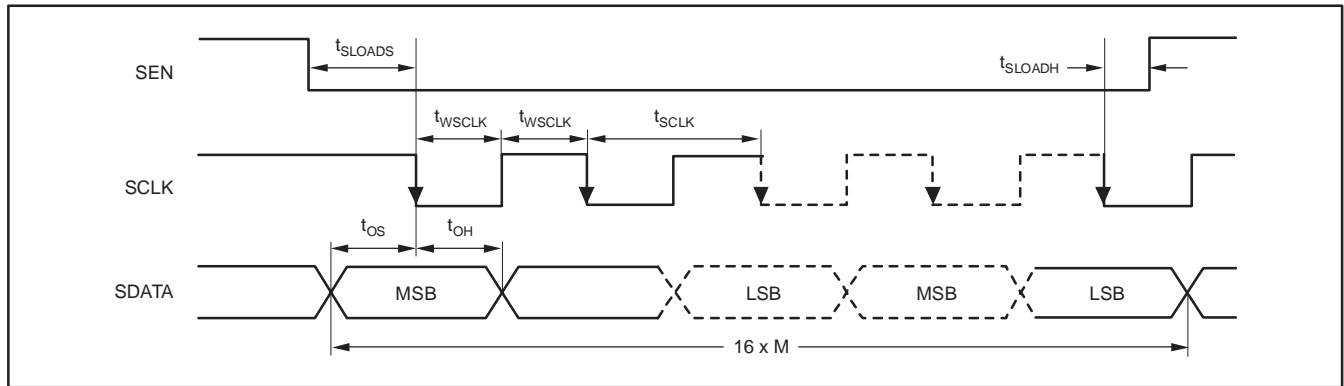 t_SLOADS
SEN
t_SLOADH
t_WSCLK t_WSCLK t_SCLK
SCLK
t_OS t_OH
SDATA MSB LSB MSB LSB
16 x M